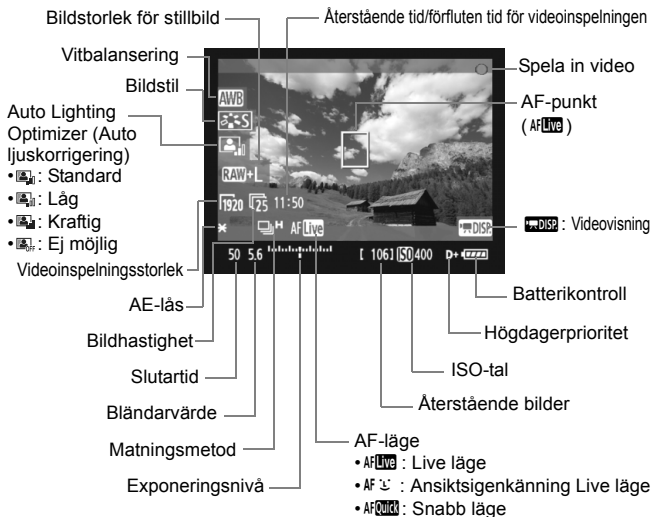 Bildstorlek för stillbild
Återstående tid/förfluten tid för videoinspelningen
Vitbalansering
Bildstil
Auto Lighting
Optimizer (Auto
ljuskorrigering)
• : Standard
• : Låg
• : Kraftig
• OFF : Ej möjlig
Videoinspelningsstorlek
AE-lås
Bildhastighet
Slutartid
Bländarvärde
Matningsmetod
Exponeringsnivå
AWB
S
RAW+L
1920 25 11:50
H AF Live
DISP.
50 5.6 [ 106] ISO 400 D+
Spela in video
AF-punkt
( AF Live )
DISP. : Videovisning
Batterikontroll
Högdagerprioritet
ISO-tal
Återstående bilder
AF-läge
• AF Live : Live läge
• AF : Ansiktsigenkänning Live läge
• AF Quick : Snabb läge